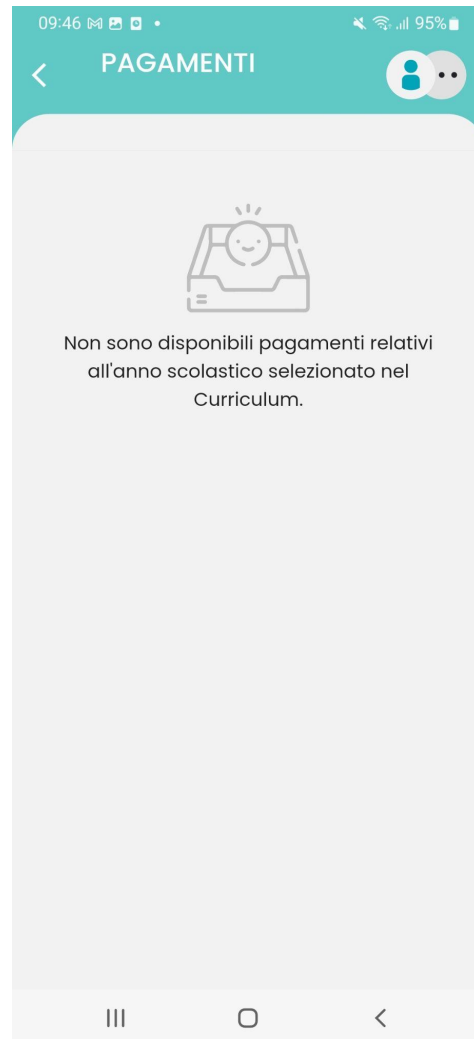 09:46
95%
PAGAMENTI
Non sono disponibili pagamenti relativi
all'anno scolastico selezionato nel
Curriculum.